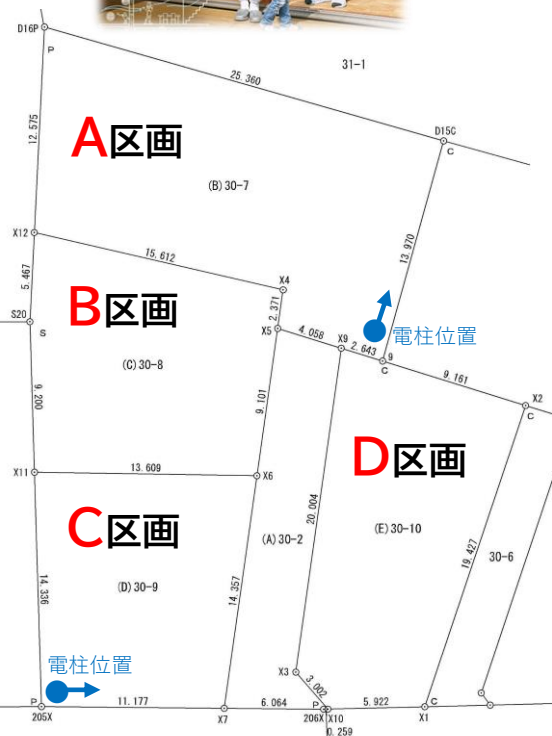 D16P
P
25.360
31-1
D15C
C
12.575
A区画
(B)30-7
13.970
X12
15.612
X4
5.467
2.371
B区画
S20
S
X5
4.058
X9
2.643
9
C
電柱位置
9.161
X2
C
(C)30-8
9.200
9.101
D区画
X11
13.609
X6
C区画
20.004
(A)30-2
(E)30-10
19.427
30-6
(D)30-9
14.336
14.357
電柱位置
X3
3.002
P
205X
11.177
X7
6.064
P
206X
X10
0.259
5.922
C
X1